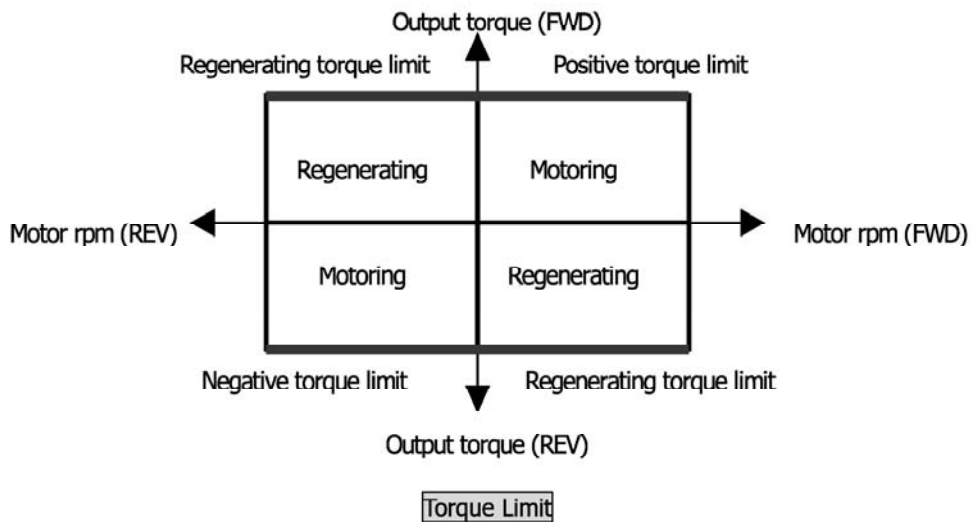 Output torque (FWD)
Regenerating torque limit
Positive torque limit
Regenerating
Motoring
Motor rpm (REV)
Motor rpm (FWD)
Motoring
Regenerating
Negative torque limit
Regenerating torque limit
Output torque (REV)
Torque Limit